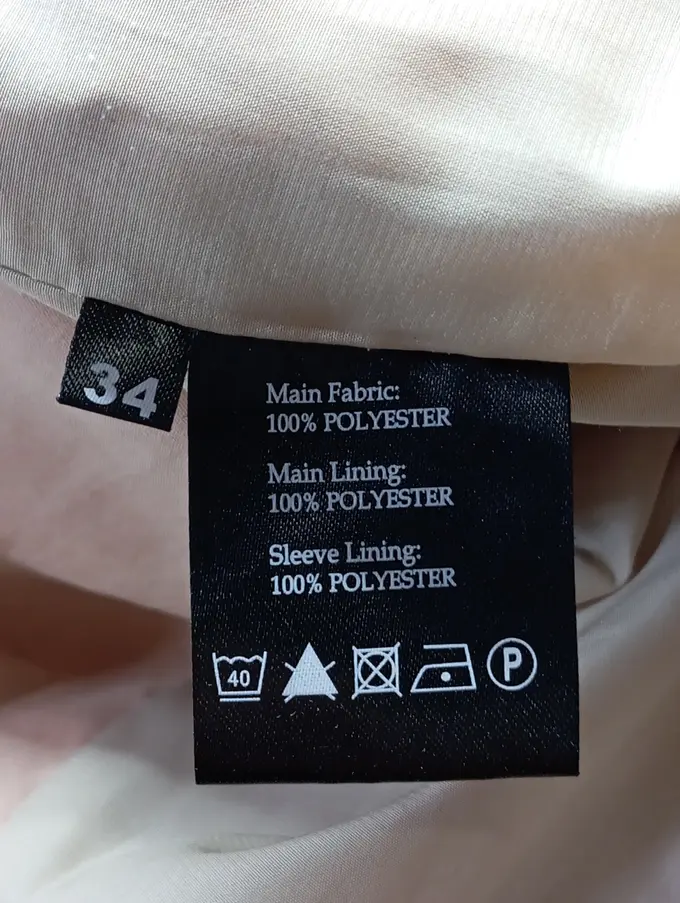 34
Main Fabric:
100% POLYESTER
Main Lining:
100% POLYESTER
Sleeve Lining:
100% POLYESTER
40
P